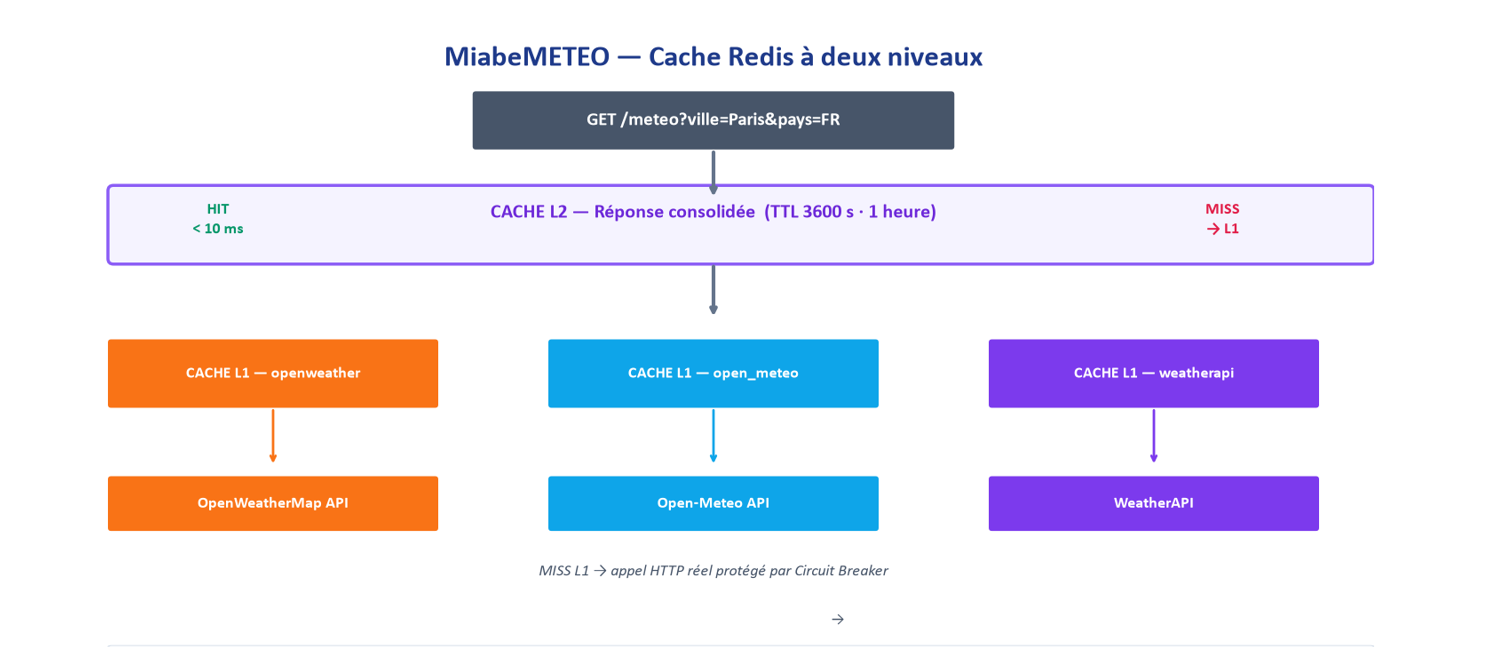 MiabeMETEO — Cache Redis à deux niveaux
GET /meteo?ville=Paris&pays=FR
HIT
< 10 ms
CACHE L2 — Réponse consolidée (TTL 3600 s · 1 heure)
MISS
→ L1
CACHE L1 — openweather
CACHE L1 — open_meteo
CACHE L1 — weatherapi
OpenWeatherMap API
Open-Meteo API
WeatherAPI
MISS L1 → appel HTTP réel protégé par Circuit Breaker
→